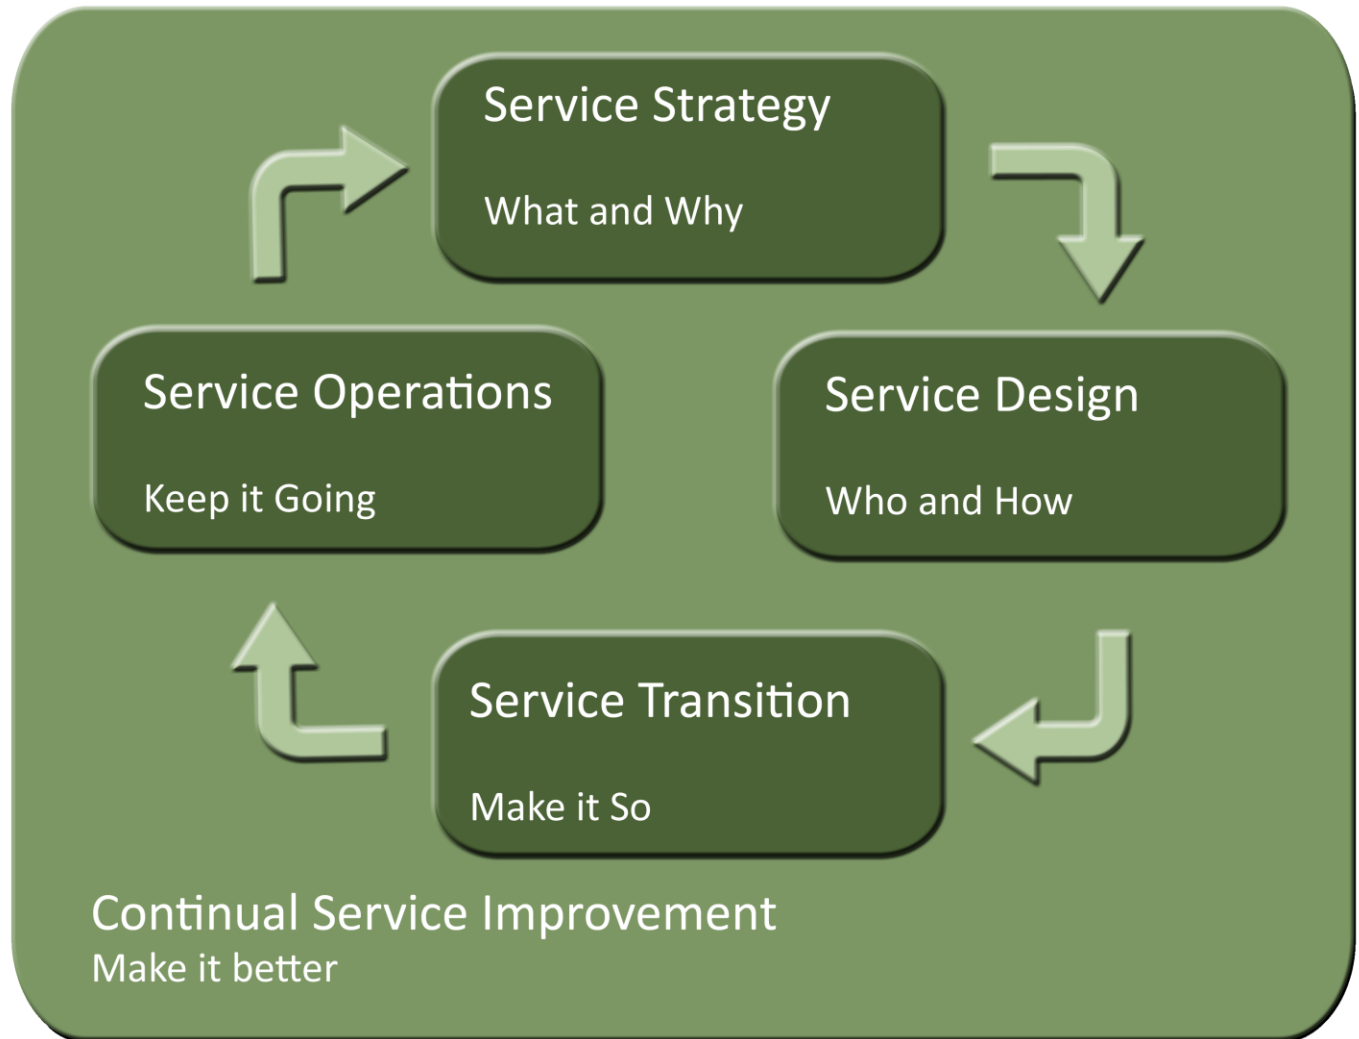 Service Strategy
What and Why
Service Operations
Keep it Going
Service Design
Who and How
Service Transition
Make it So
Continual Service Improvement
Make it better